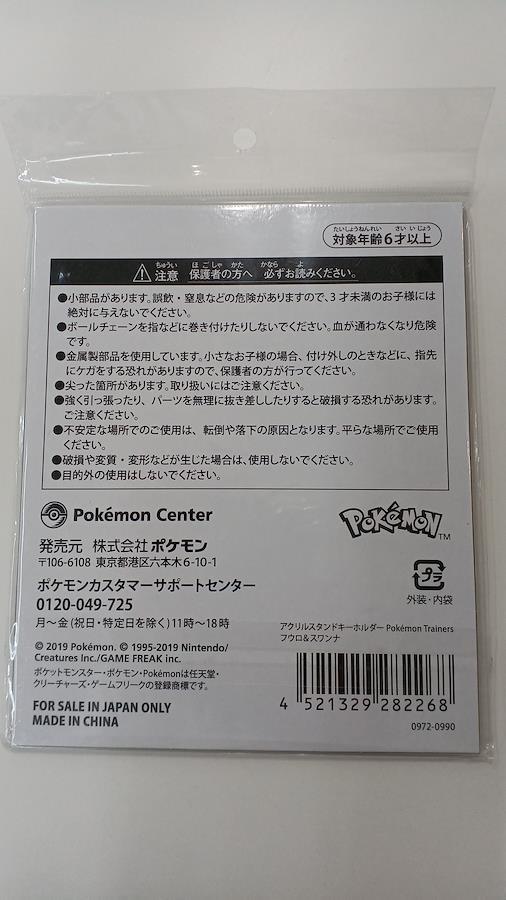 たいしょうねんれい さい いじょう
対象年齢6才以上
ちゅうい ほ ご しゃ かた かなら よ
注意 保護者の方へ 必ずお読みください。
●小部品があります。誤飲・窒息などの危険がありますので、3才未満のお子様には
絶対に与えないでください。
●ボールチェーンを指などに巻き付けたりしないでください。血が通わなくなり危険
です。
●金属製部品を使用しています。小さなお子様の場合、付け外しのときなどに、指先
にケガをする恐れがありますので、保護者の方が行ってください。
●尖った箇所があります。取り扱いにはご注意ください。
●強く引っ張ったり、パーツを無理に抜き差ししたりすると破損する恐れがあります。
ご注意ください。
●不安定な場所でのご使用は、転倒や落下の原因となります。平らな場所でご使用
ください。
●破損や変質・変形などが生じた場合は、使用しないでください。
●目的外の使用はしないでください。
Pokémon Center
POKéMON TM
発売元 株式会社ポケモン
〒106-6108 東京都港区六本木6-10-1
プラ
外装・内袋
ポケモンカスタマーサポートセンター
0120-049-725
月～金(祝日・特定日を除く)11時～18時
アクリルスタンドキーホルダー Pokémon Trainers
フウロ&スワンナ
© 2019 Pokémon. © 1995-2019 Nintendo/
Creatures Inc./GAME FREAK inc.
ポケットモンスター・ポケモン・Pokémonは任天堂・
クリーチャーズ・ゲームフリークの登録商標です。
FOR SALE IN JAPAN ONLY
MADE IN CHINA
4 521329 282268
0972-0990